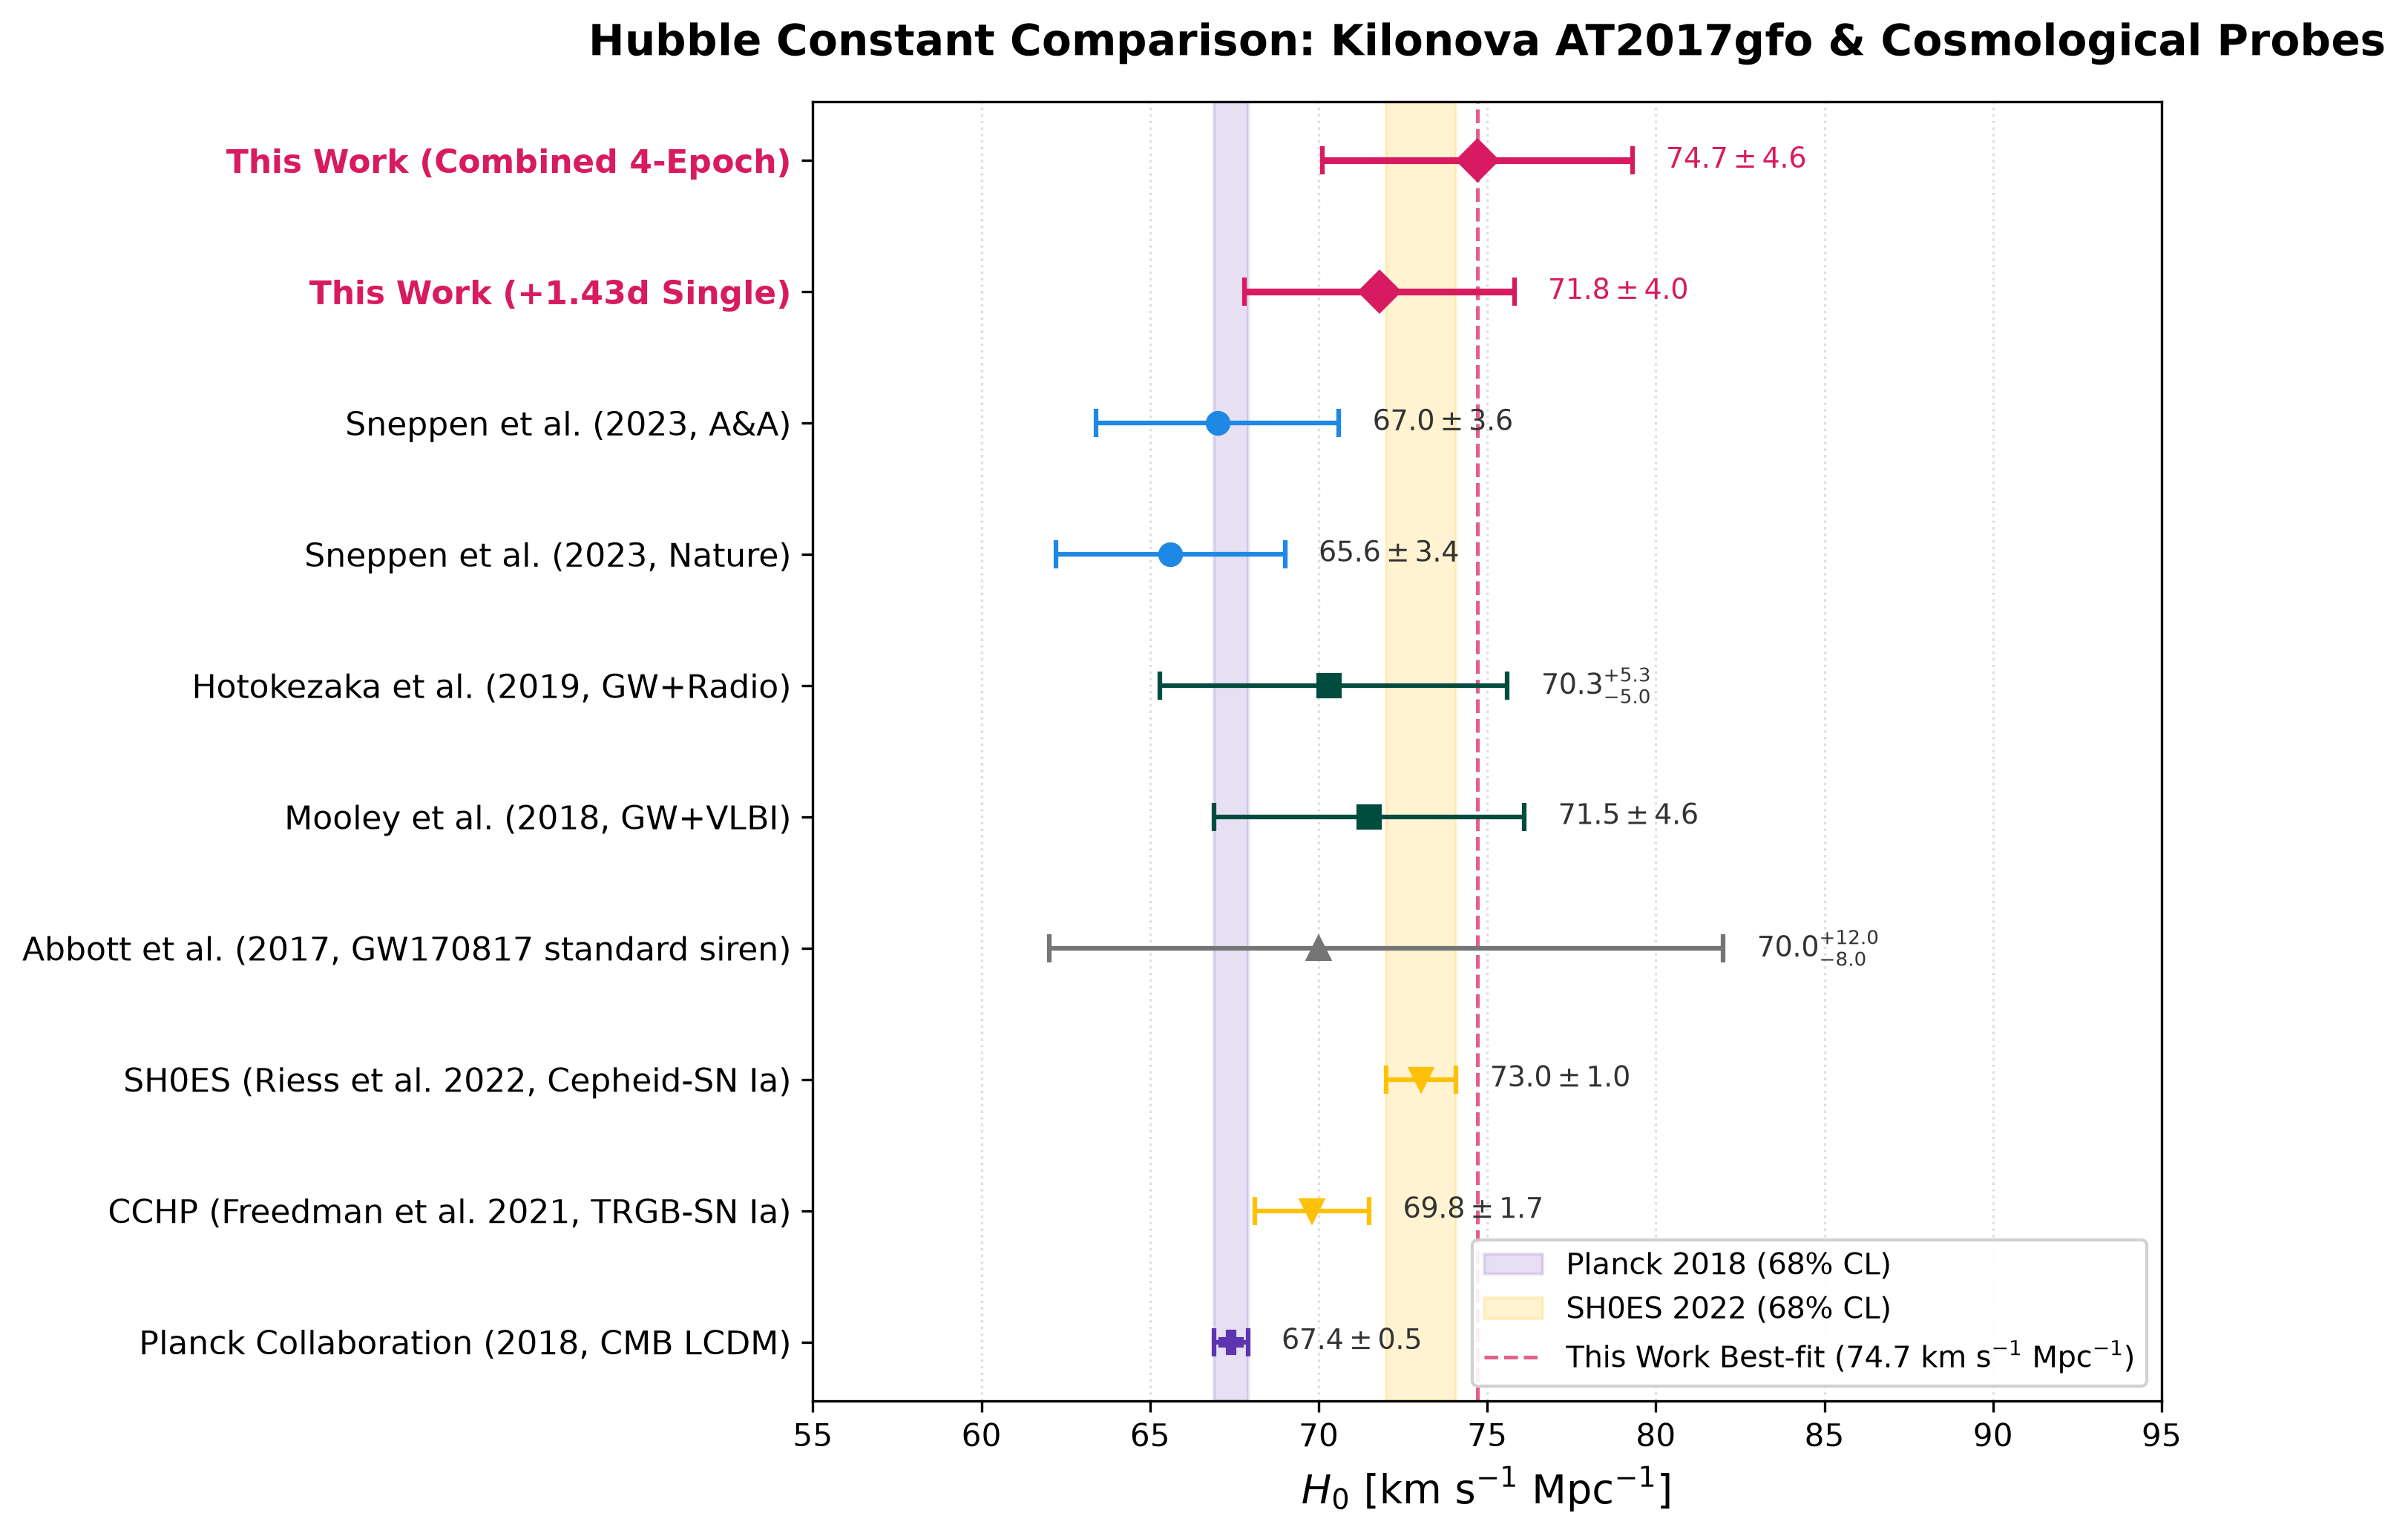 Hubble Constant Comparison: Kilonova AT2017gfo & Cosmological Probes
This Work (Combined 4-Epoch)
74.7 ± 4.6
This Work (+1.43d Single)
71.8 ± 4.0
Sneppen et al. (2023, A&A)
67.0 ± 3.6
Sneppen et al. (2023, Nature)
65.6 ± 3.4
Hotokezaka et al. (2019, GW+Radio)
70.3 +5.3 −5.0
Mooley et al. (2018, GW+VLBI)
71.5 ± 4.6
Abbott et al. (2017, GW170817 standard siren)
70.0 +12.0 −8.0
SH0ES (Riess et al. 2022, Cepheid-SN Ia)
73.0 ± 1.0
CCHP (Freedman et al. 2021, TRGB-SN Ia)
69.8 ± 1.7
Planck Collaboration (2018, CMB LCDM)
67.4 ± 0.5
Planck 2018 (68% CL)
SH0ES 2022 (68% CL)
This Work Best-fit (74.7 km s⁻¹ Mpc⁻¹)
55 60 65 70 75 80 85 90 95
H₀ [km s⁻¹ Mpc⁻¹]